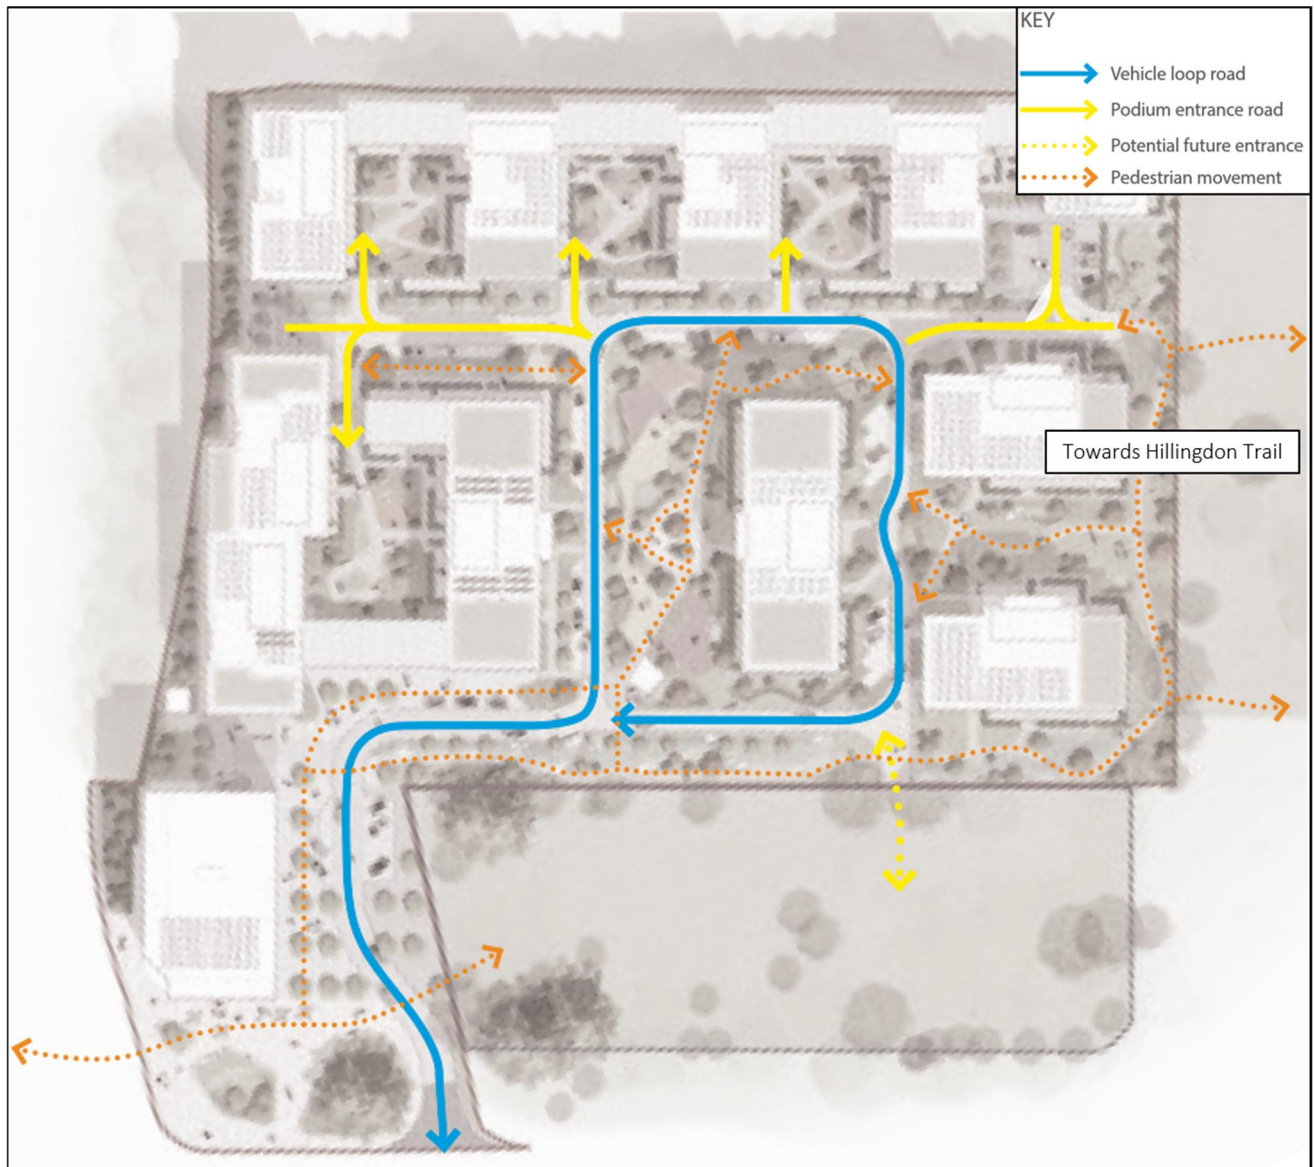 KEY
Vehicle loop road
Podium entrance road
Potential future entrance
Pedestrian movement
Towards Hillingdon Trail